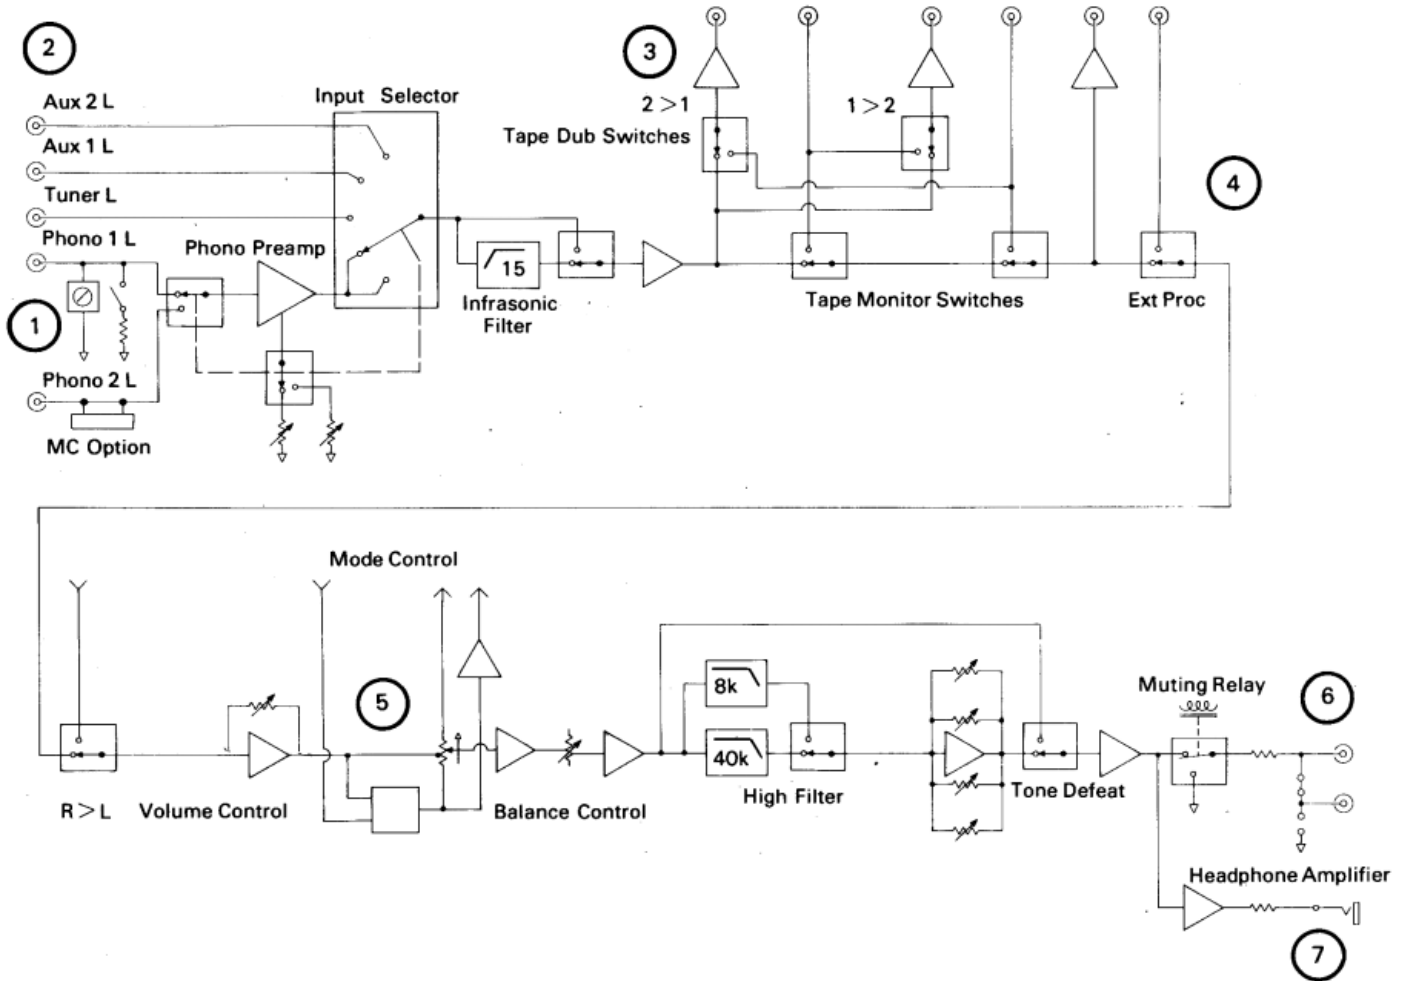 2
Aux 2 L
Aux 1 L
Tuner L
Phono 1 L
Phono Preamp
Input Selector
1
Phono 2 L
MC Option
15
Infrasonic
Filter
3
2 > 1
1 > 2
Tape Dub Switches
4
Tape Monitor Switches
Ext Proc
Mode Control
5
R > L
Volume Control
Balance Control
8k
40k
High Filter
Tone Defeat
Muting Relay
6
Headphone Amplifier
7